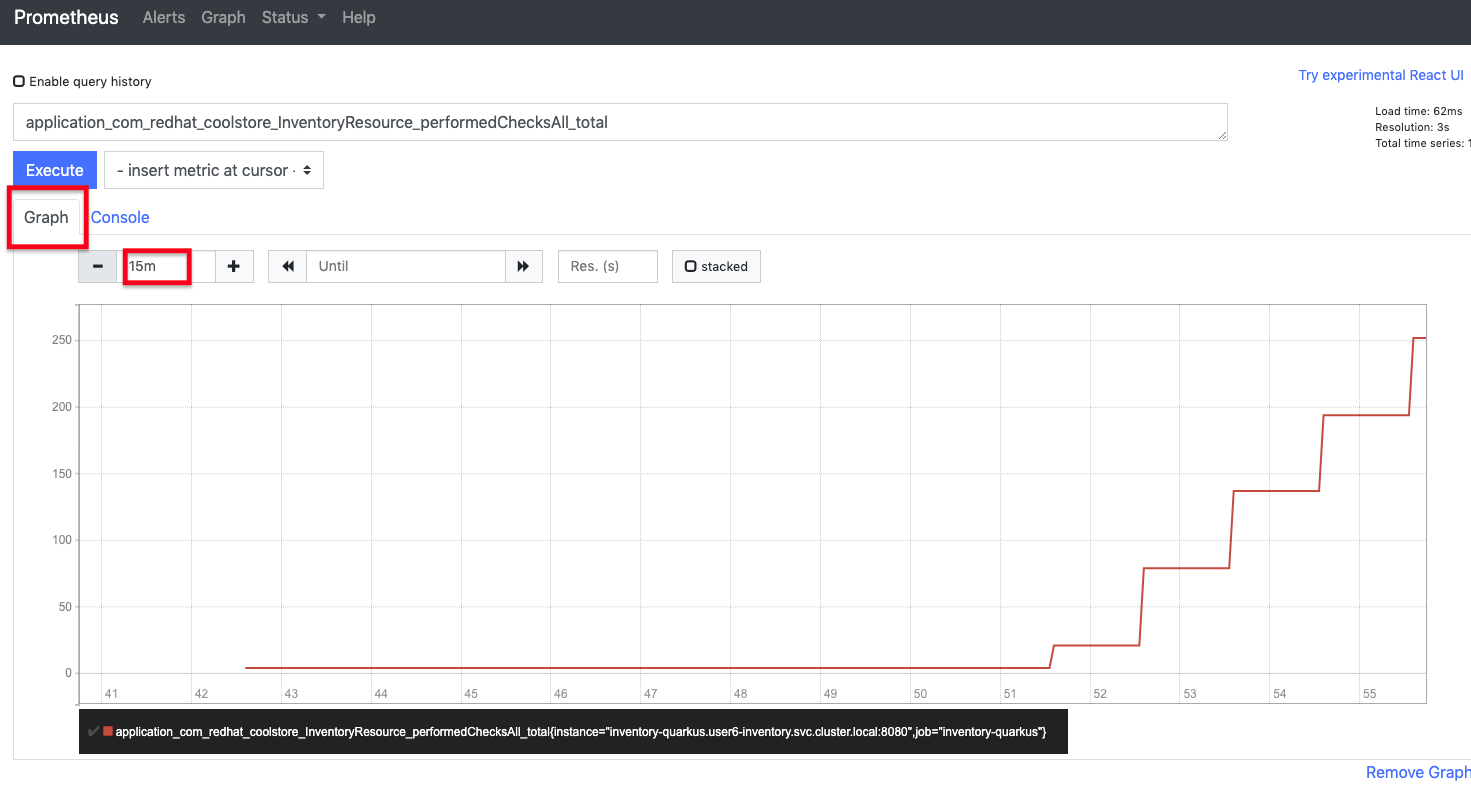 Prometheus Alerts Graph Status Help
Enable query history
Try experimental React UI
application_com_redhat_coolstore_InventoryResource_performedChecksAll_total
Load time: 62ms
Resolution: 3s
Total time series: 1
Execute
- insert metric at cursor -
Graph Console
15m
Until
Res. (s)
stacked
250
200
150
100
50
0
41 42 43 44 45 46 47 48 49 50 51 52 53 54 55
application_com_redhat_coolstore_InventoryResource_performedChecksAll_total{instance="inventory-quarkus.user6-inventory.svc.cluster.local:8080",job="inventory-quarkus"}
Remove Graph